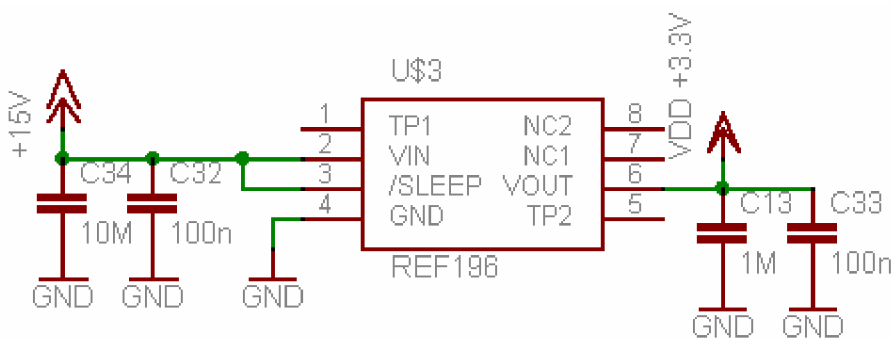 U$3
+15V
VDD +3.3V
1 TP1 NC2 8
2 VIN NC1 7
3 /SLEEP VOUT 6
4 GND TP2 5
C34 C32
10M 100n
REF196
C13 C33
1M 100n
GND GND GND
GND GND